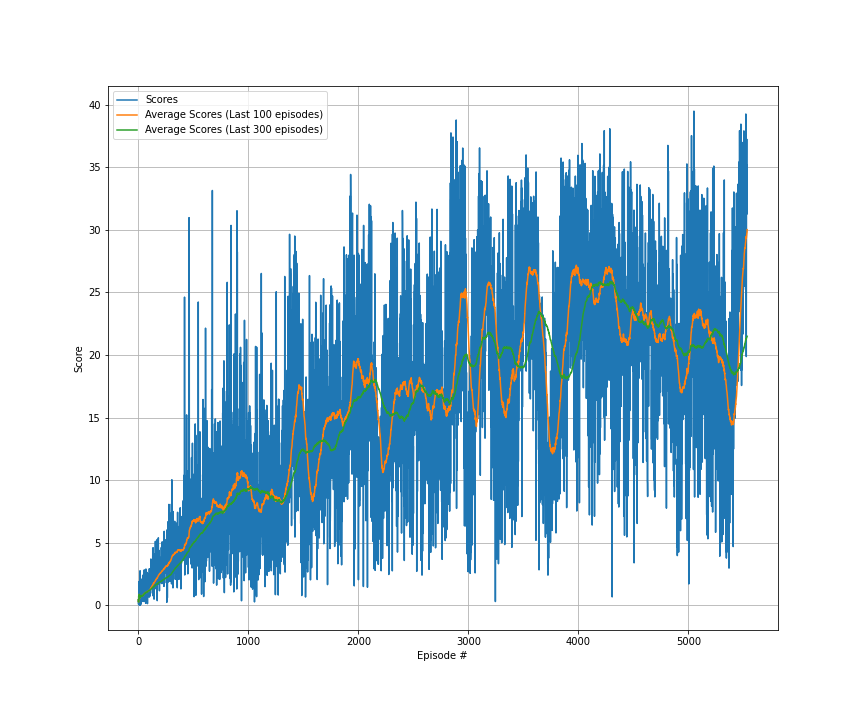 Scores
Average Scores (Last 100 episodes)
Average Scores (Last 300 episodes)
40
35
30
25
20
15
10
5
0
Score
0 1000 2000 3000 4000 5000
Episode #